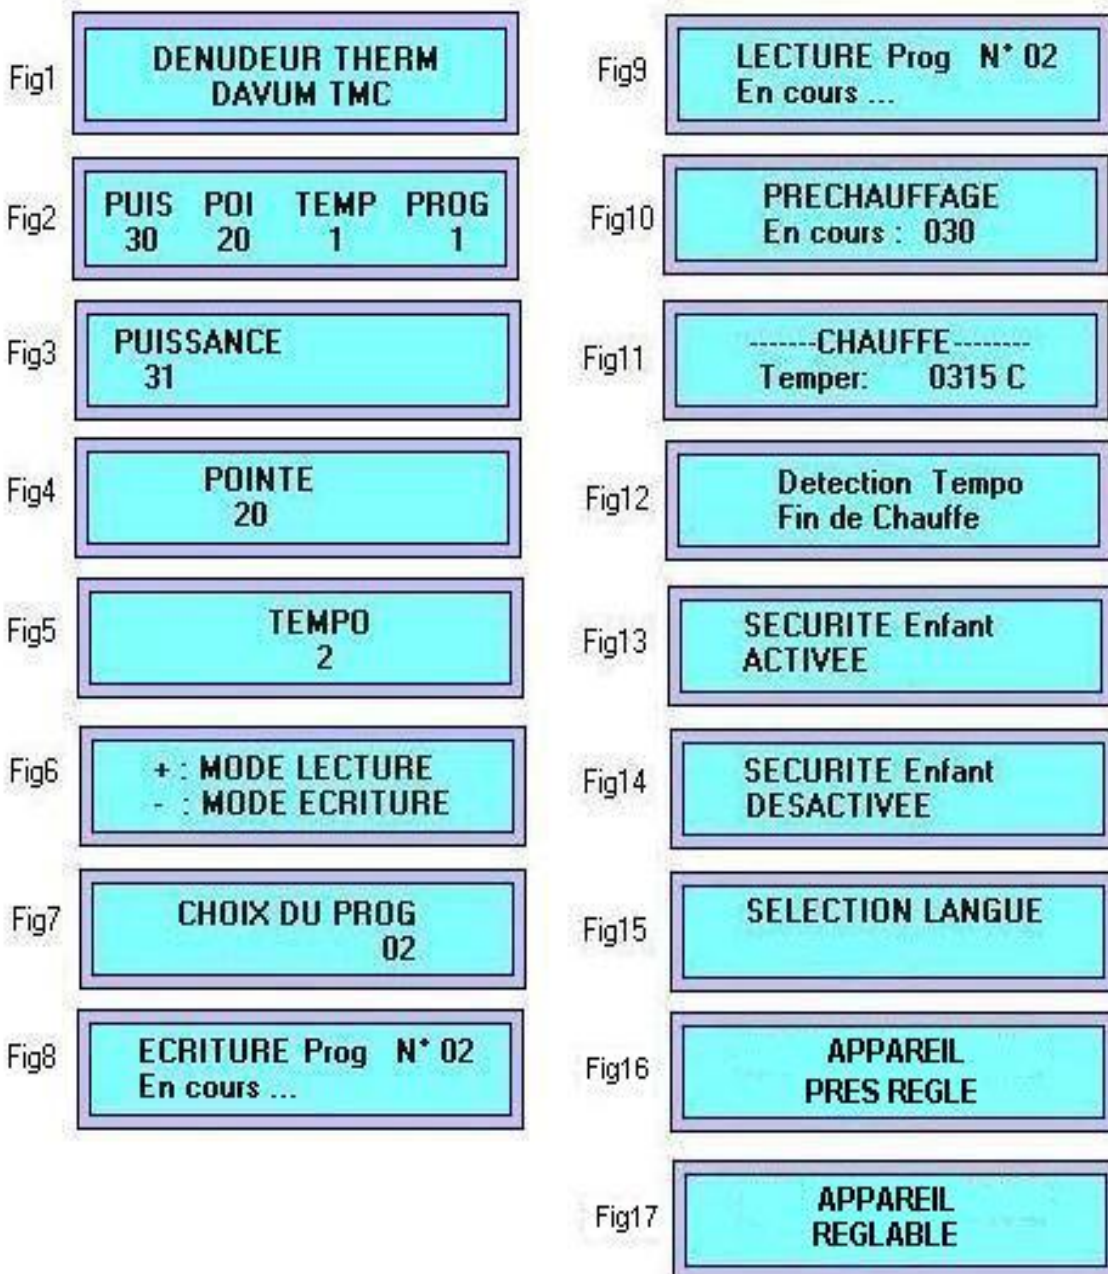 Fig1
DENUDEUR THERM
DAVUM TMC
Fig2
PUIS POI TEMP PROG
30 20 1 1
Fig3
PUISSANCE
31
Fig4
POINTE
20
Fig5
TEMPO
2
Fig6
+ : MODE LECTURE
- : MODE ECRITURE
Fig7
CHOIX DU PROG
02
Fig8
ECRITURE Prog N° 02
En cours ...
Fig9
LECTURE Prog N° 02
En cours ...
Fig10
PRECHAUFFAGE
En cours : 030
Fig11
-------CHAUFFE--------
Temper: 0315 C
Fig12
Detection Tempo
Fin de Chauffe
Fig13
SECURITE Enfant
ACTIVEE
Fig14
SECURITE Enfant
DESACTIVEE
Fig15
SELECTION LANGUE
Fig16
APPAREIL
PRES REGLE
Fig17
APPAREIL
REGLABLE